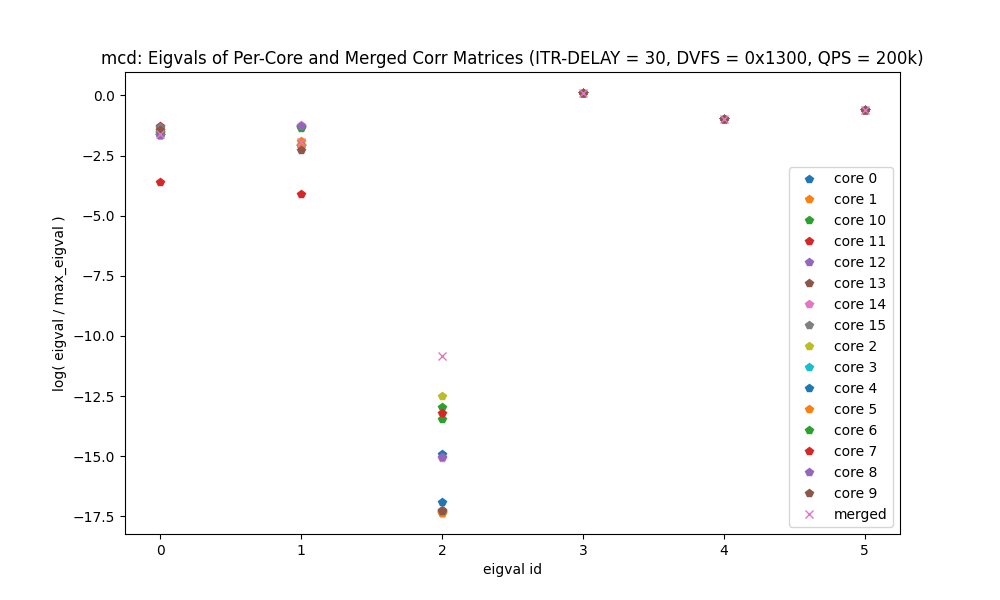 mcd: Eigvals of Per-Core and Merged Corr Matrices (ITR-DELAY = 30, DVFS = 0x1300, QPS = 200k)
log( eigval / max_eigval )
0.0
−2.5
−5.0
−7.5
−10.0
−12.5
−15.0
−17.5
core 0
core 1
core 10
core 11
core 12
core 13
core 14
core 15
core 2
core 3
core 4
core 5
core 6
core 7
core 8
core 9
merged
0 1 2 3 4 5
eigval id